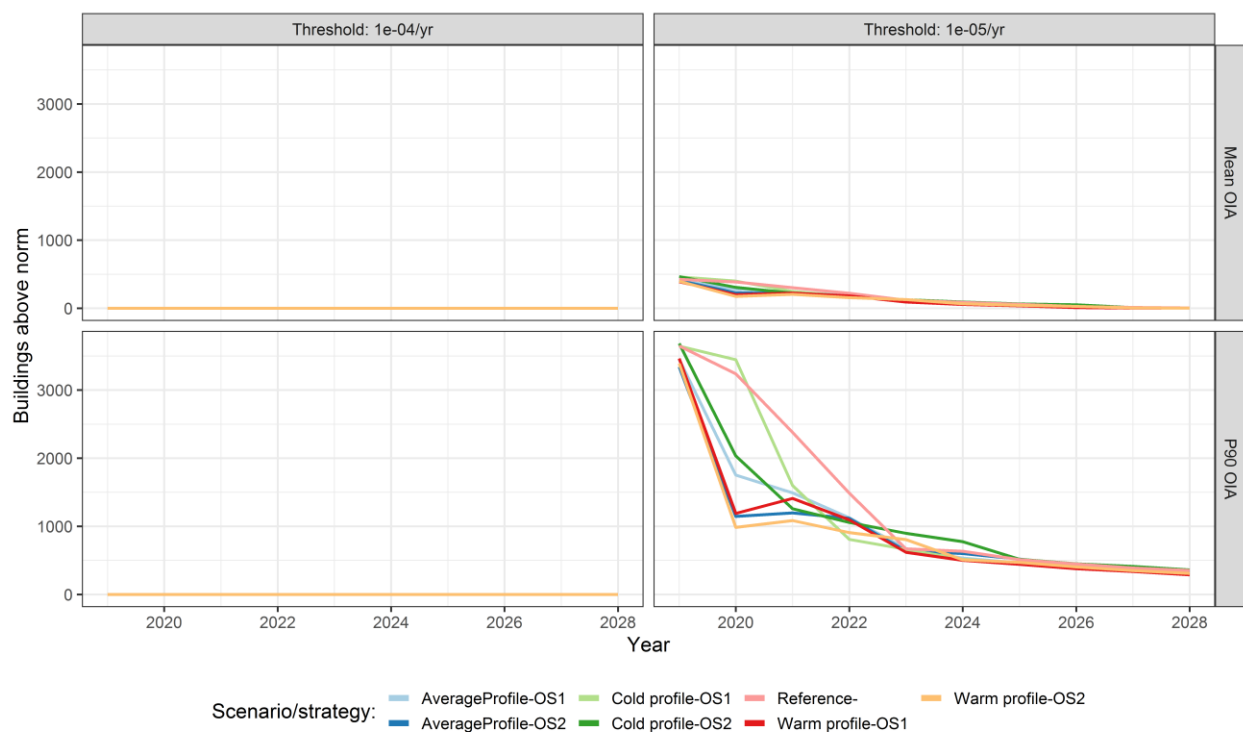 Threshold: 1e-04/yr
Threshold: 1e-05/yr
Buildings above norm
3000
2000
1000
0
Mean OIA
3000
2000
1000
0
P90 OIA
2020 2022 2024 2026 2028
2020 2022 2024 2026 2028
Year
Scenario/strategy:
AverageProfile-OS1 Cold profile-OS1 Reference- Warm profile-OS2
AverageProfile-OS2 Cold profile-OS2 Warm profile-OS1